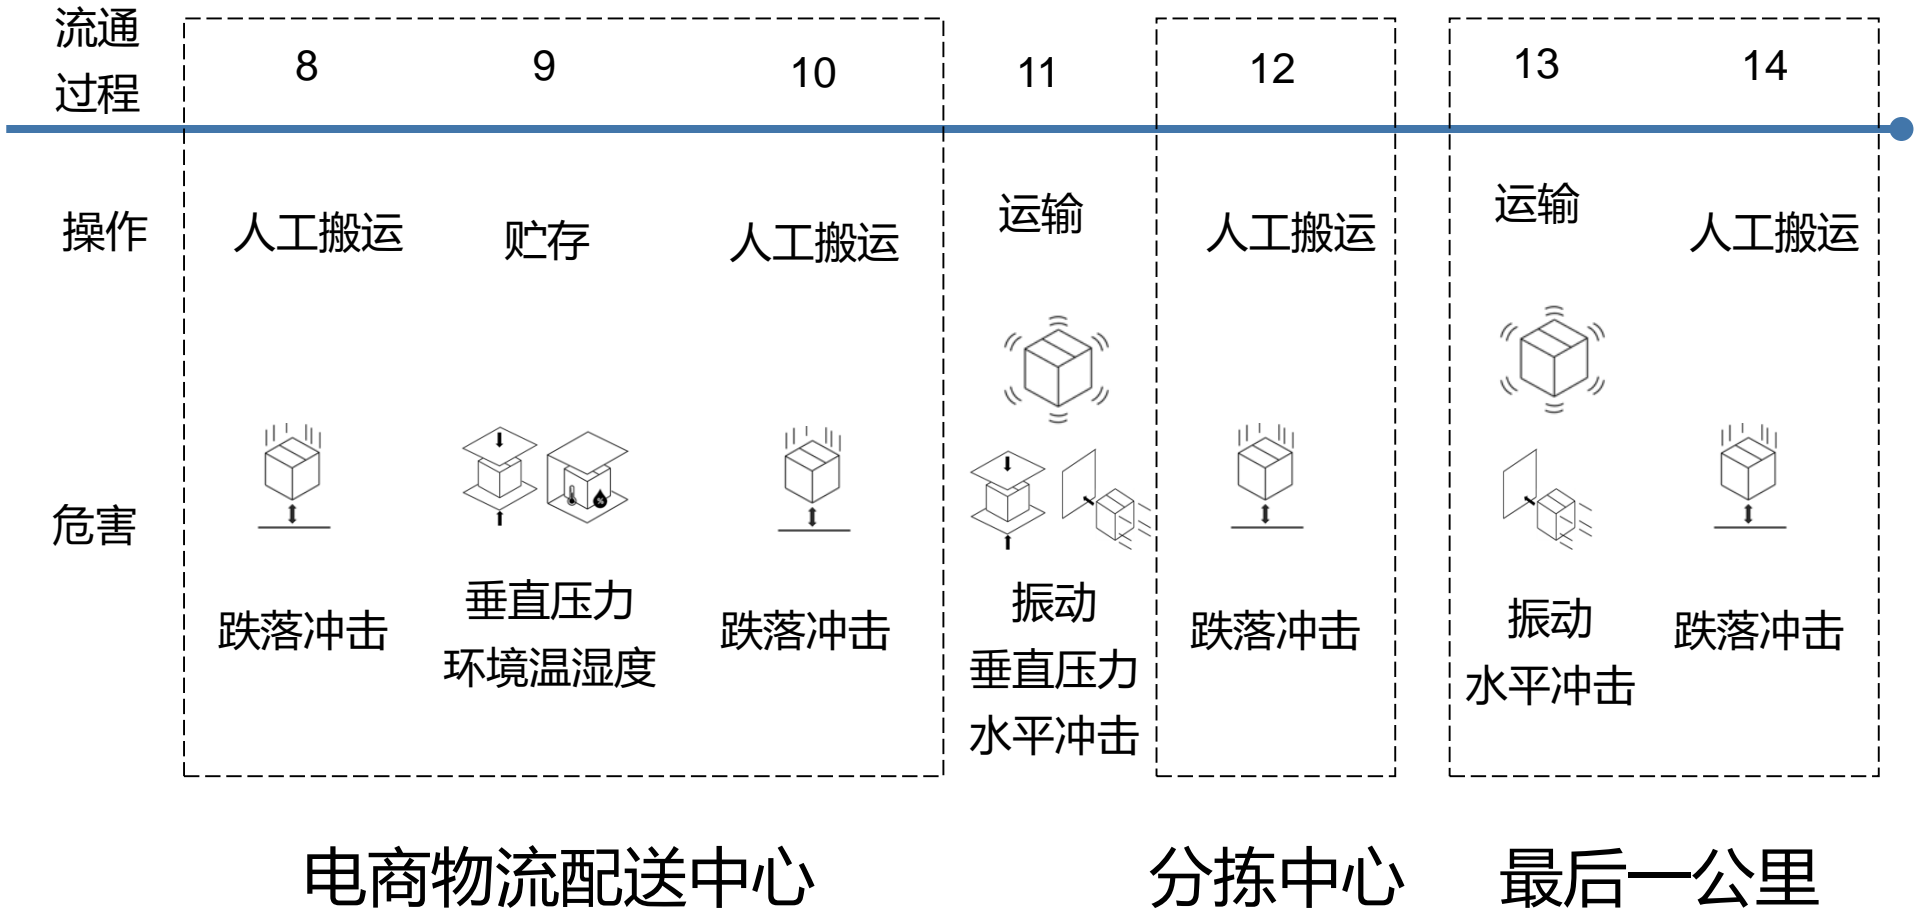 流通
过程
8
9
10
11
12
13
14
操作
人工搬运
贮存
人工搬运
运输
人工搬运
运输
人工搬运
危害
%
跌落冲击
垂直压力
环境温湿度
跌落冲击
振动
垂直压力
水平冲击
跌落冲击
振动
水平冲击
跌落冲击
电商物流配送中心
分拣中心
最后一公里